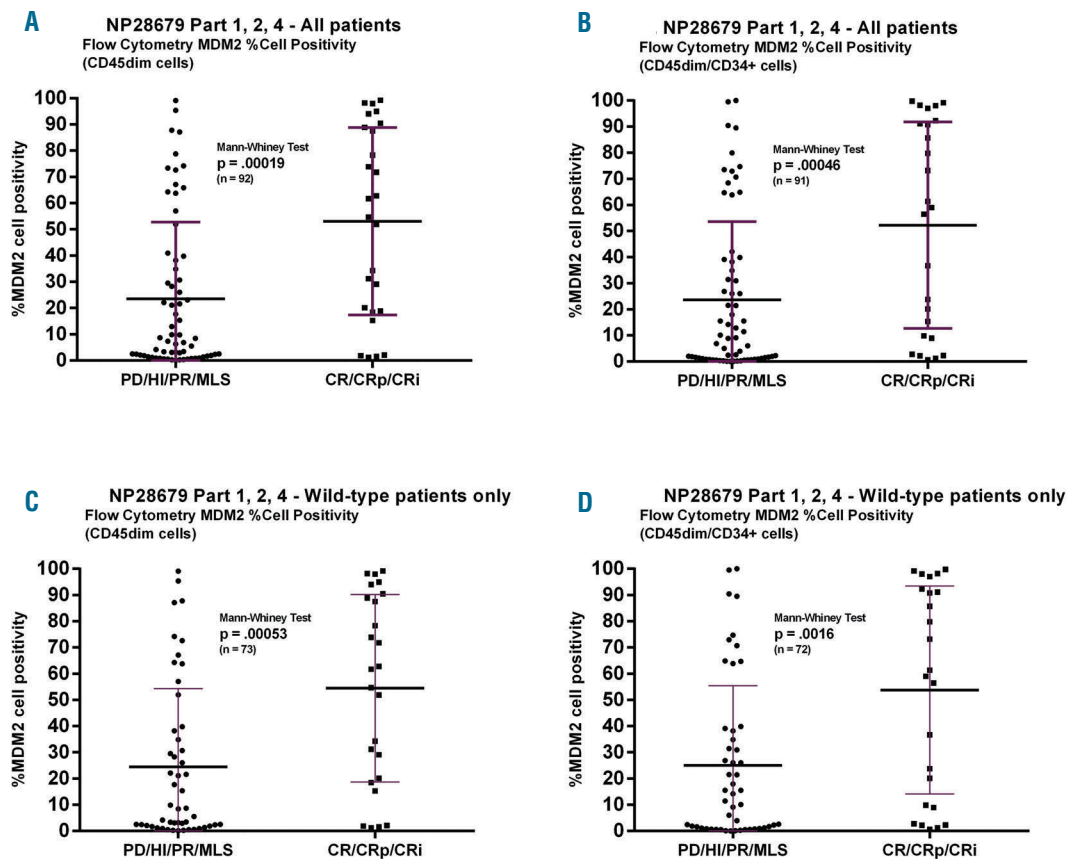 A
NP28679 Part 1, 2, 4 - All patients
Flow Cytometry MDM2 %Cell Positivity
(CD45dim cells)
%MDM2 cell positivity
100
90
80
70
60
50
40
30
20
10
0
Mann-Whiney Test
p = .00019
(n = 92)
PD/HI/PR/MLS
CR/CRp/CRi
B
. NP28679 Part 1, 2, 4 - All patients
Flow Cytometry MDM2 %Cell Positivity
(CD45dim/CD34+ cells)
%MDM2 cell positivity
100
90
80
70
60
50
40
30
20
10
0
Mann-Whiney Test
p = .00046
(n = 91)
PD/HI/PR/MLS
CR/CRp/CRi
C
NP28679 Part 1, 2, 4 - Wild-type patients only
Flow Cytometry MDM2 %Cell Positivity
(CD45dim cells)
%MDM2 cell positivity
100
90
80
70
60
50
40
30
20
10
0
Mann-Whiney Test
p = .00053
(n = 73)
PD/HI/PR/MLS
CR/CRp/CRi
D
NP28679 Part 1, 2, 4 - Wild-type patients only
Flow Cytometry MDM2 %Cell Positivity
(CD45dim/CD34+ cells)
%MDM2 cell positivity
100
90
80
70
60
50
40
30
20
10
0
Mann-Whiney Test
p = .0016
(n = 72)
PD/HI/PR/MLS
CR/CRp/CRi